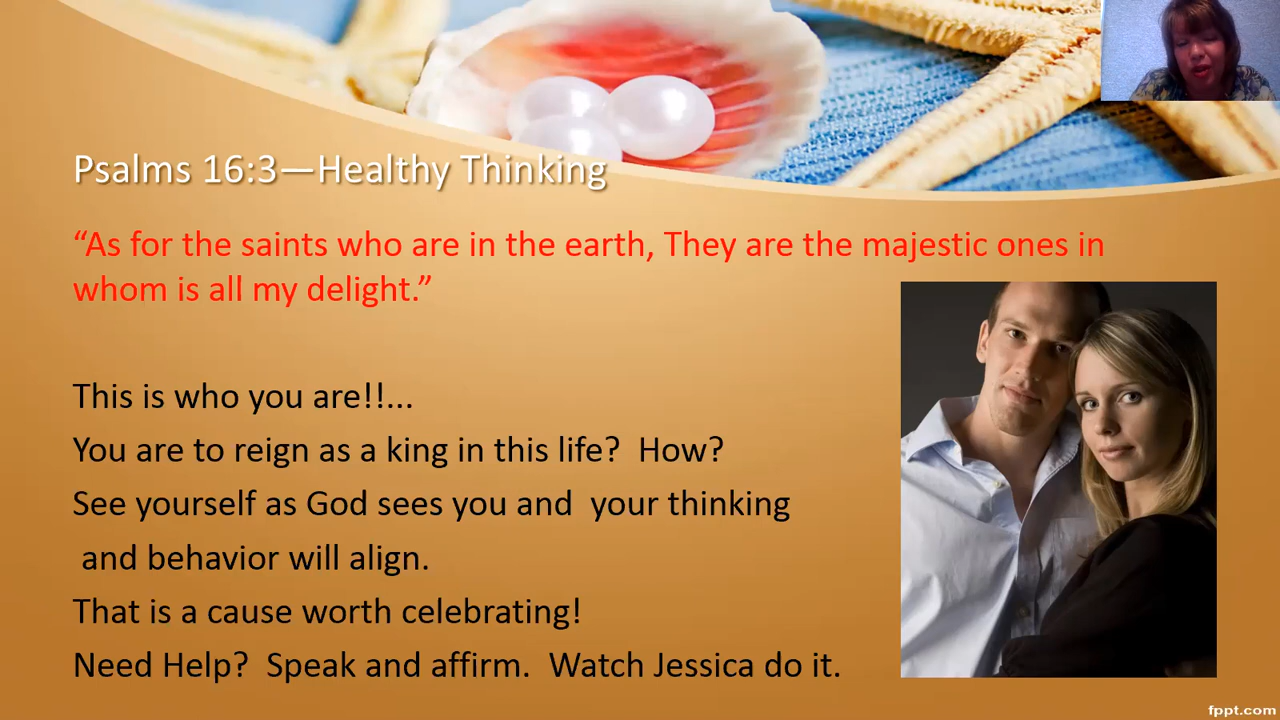 Psalms 16:3—Healthy Thinking
“As for the saints who are in the earth, They are the majestic ones in
whom is all my delight.”
This is who you are!!...
You are to reign as a king in this life?  How?
See yourself as God sees you and  your thinking
and behavior will align.
That is a cause worth celebrating!
Need Help?  Speak and affirm.  Watch Jessica do it.
fppt.com